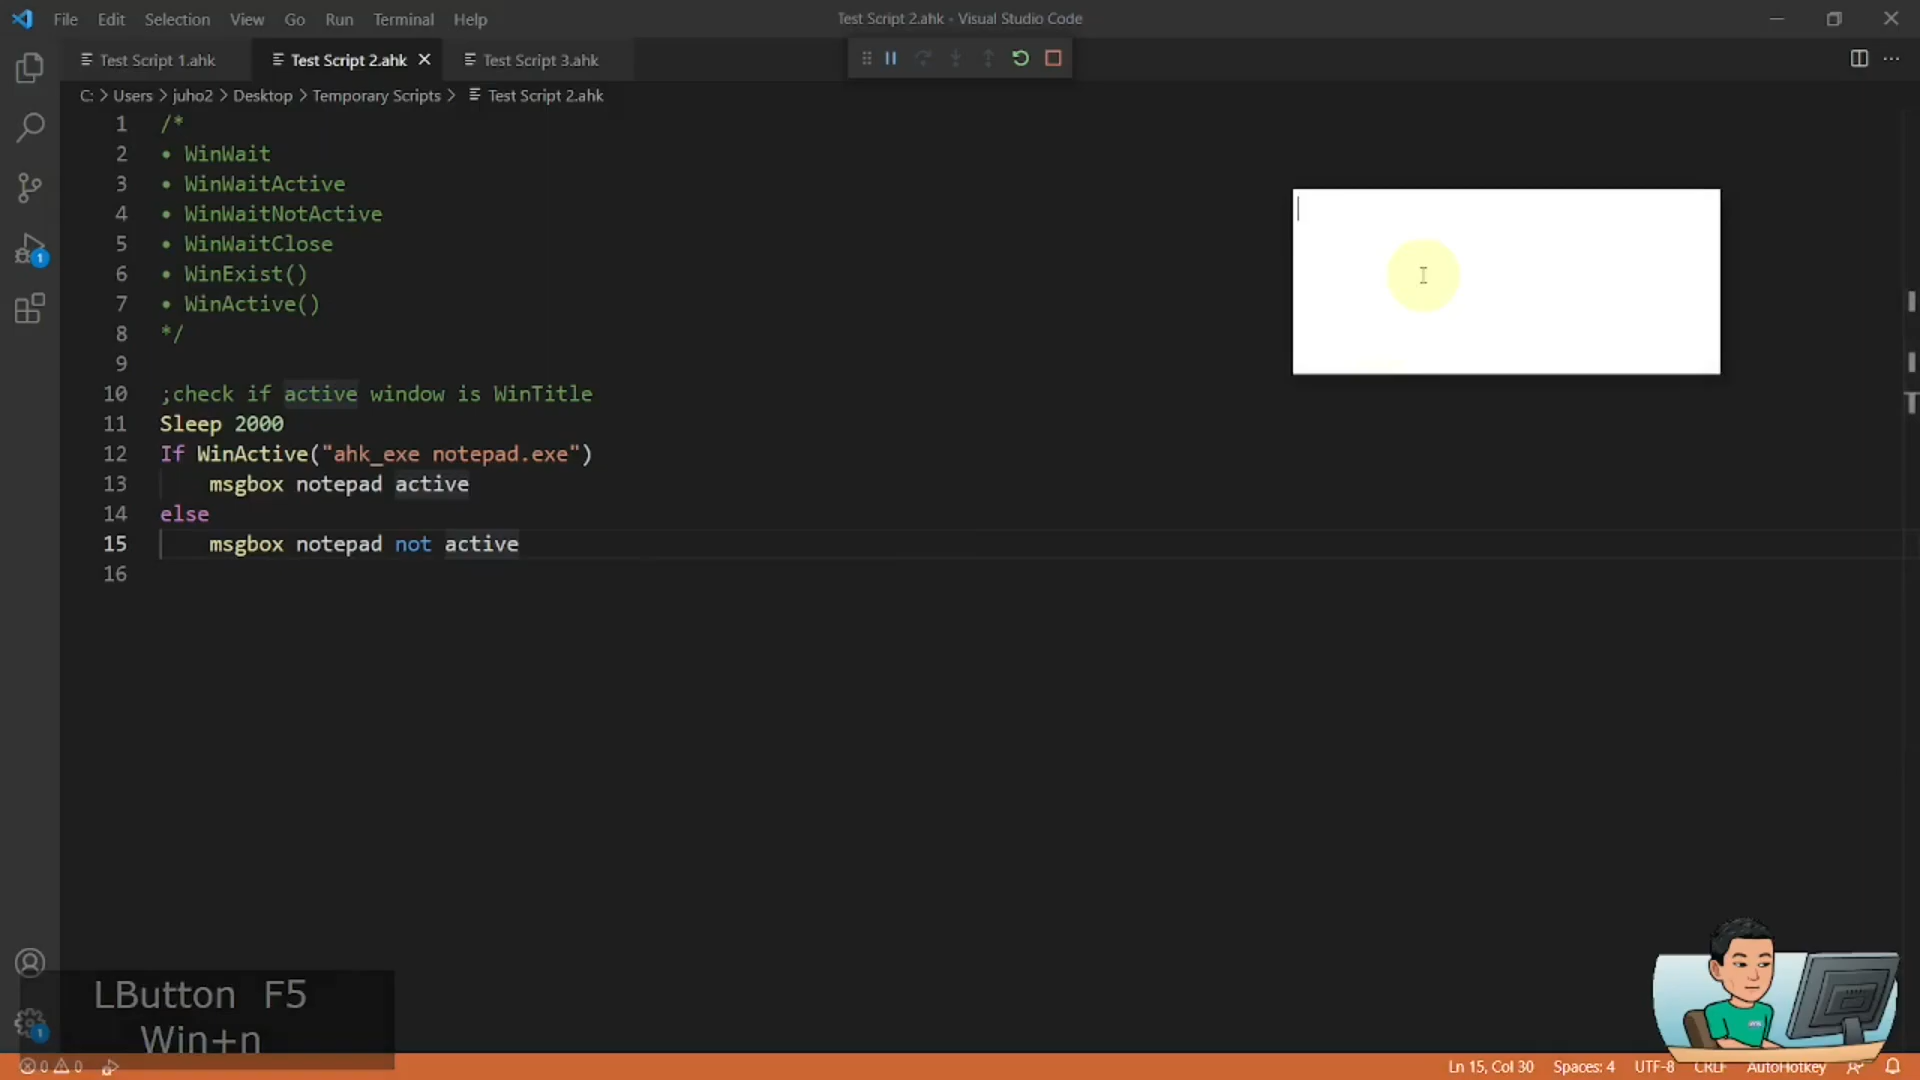 File Edit Selection View Go Run Terminal Help
Test Script 2.ahk - Visual Studio Code
Test Script 1.ahk
Test Script 2.ahk
Test Script 3.ahk
C: > Users > juho2 > Desktop > Temporary Scripts > Test Script 2.ahk
1 /*
2 • WinWait
3 • WinWaitActive
4 • WinWaitNotActive
5 • WinWaitClose
6 • WinExist()
7 • WinActive()
8 */
9
10 ;check if active window is WinTitle
11 Sleep 2000
12 If WinActive("ahk_exe notepad.exe")
13 msgbox notepad active
14 else
15 msgbox notepad not active
16
1
LButton F5
Win+n
1
0 0
Ln 15, Col 30 Spaces: 4 UTF-8 CRLF AutoHotkey